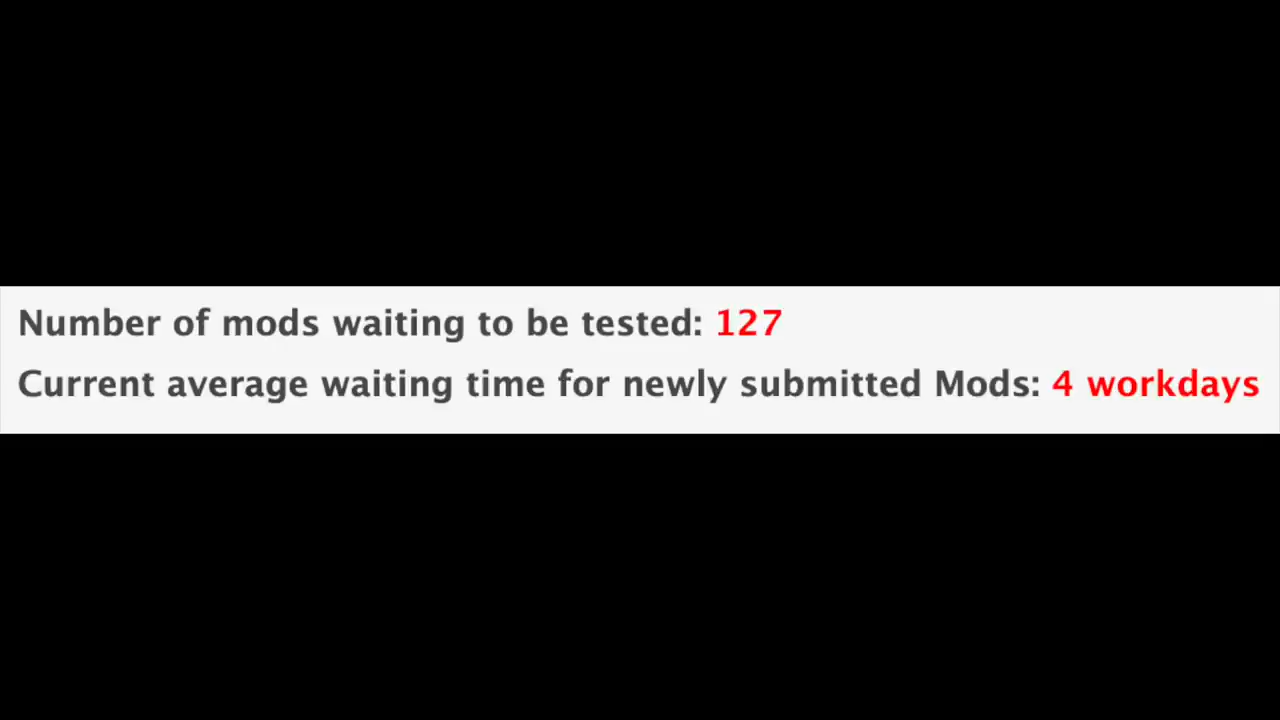 Number of mods waiting to be tested: 127
Current average waiting time for newly submitted Mods: 4 workdays